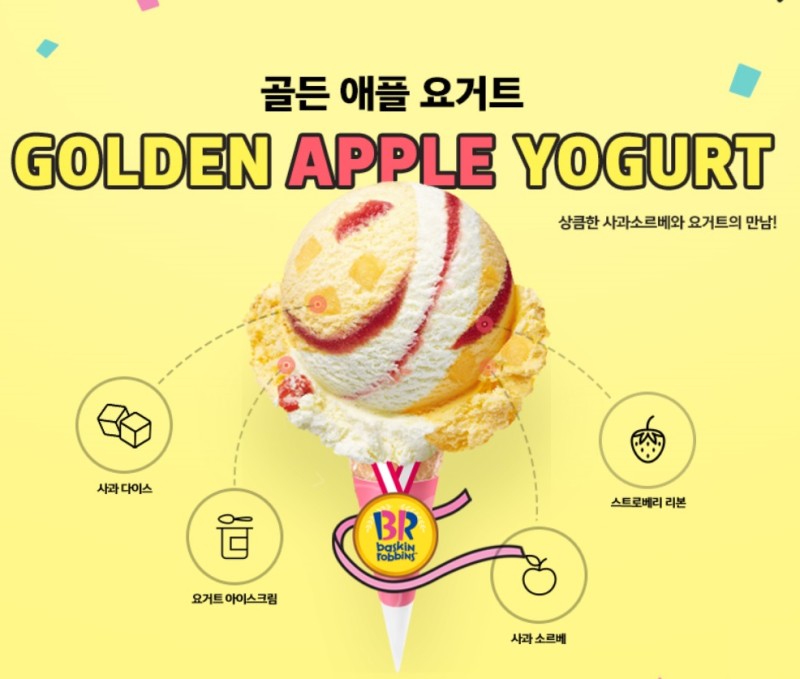 골든 애플 요거트
GOLDEN APPLE YOGURT
상큼한 사과소르베와 요거트의 만남!
사과 다이스
스트로베리 리본
BR
baskin
robbins
요거트 아이스크림
사과 소르베